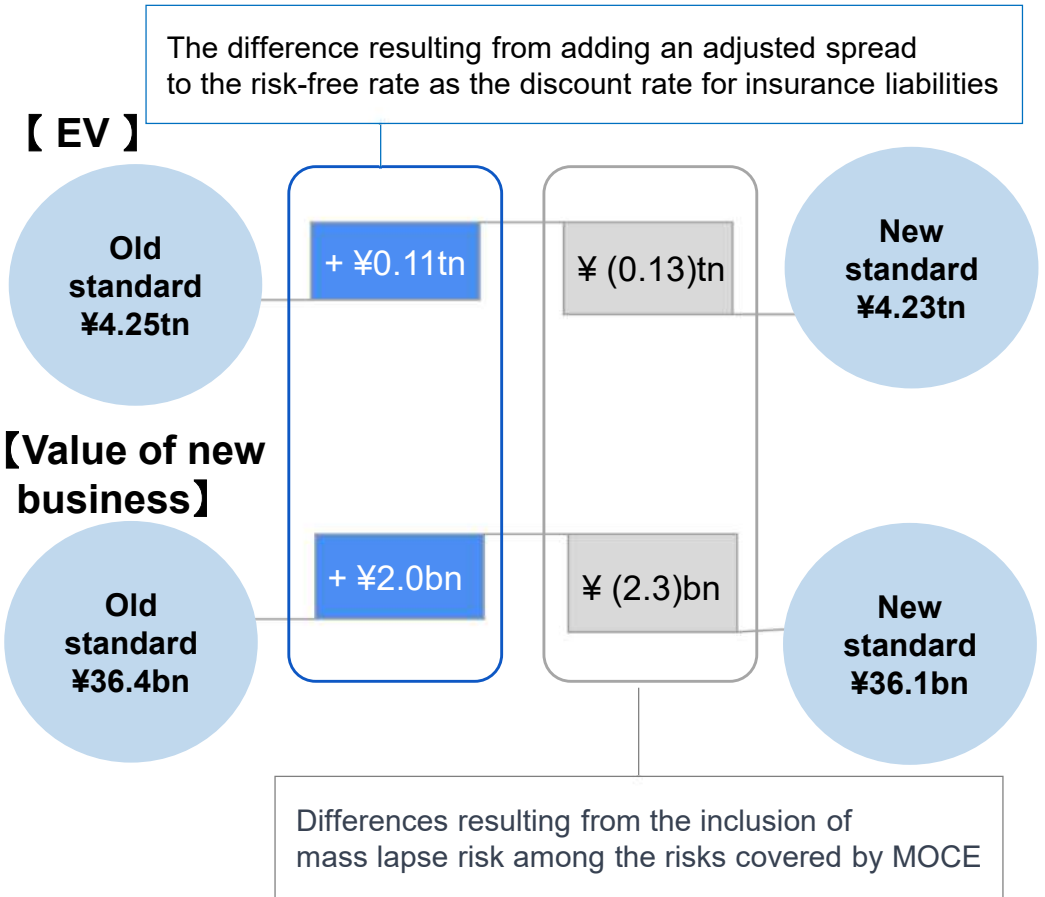 The difference resulting from adding an adjusted spread
to the risk-free rate as the discount rate for insurance liabilities
【 EV 】
Old
standard
¥4.25tn
+ ¥0.11tn
¥ (0.13)tn
New
standard
¥4.23tn
【Value of new
business】
Old
standard
¥36.4bn
+ ¥2.0bn
¥ (2.3)bn
New
standard
¥36.1bn
Differences resulting from the inclusion of
mass lapse risk among the risks covered by MOCE